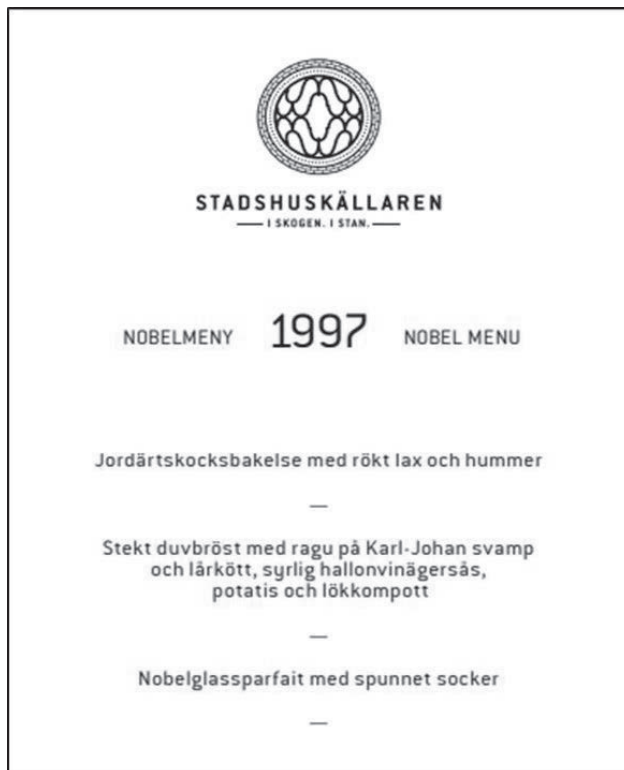 STADSHUSKÄLLAREN
— I SKOGEN. I STAN. —
NOBELMENY 1997 NOBEL MENU
Jordärtskocksbakelse med rökt lax och hummer
—
Stekt duvbröst med ragu på Karl-Johan svamp
och lårkött, syrlig hallonvinägersås,
potatis och lökkompott
—
Nobelglassparfait med spunnet socker
—